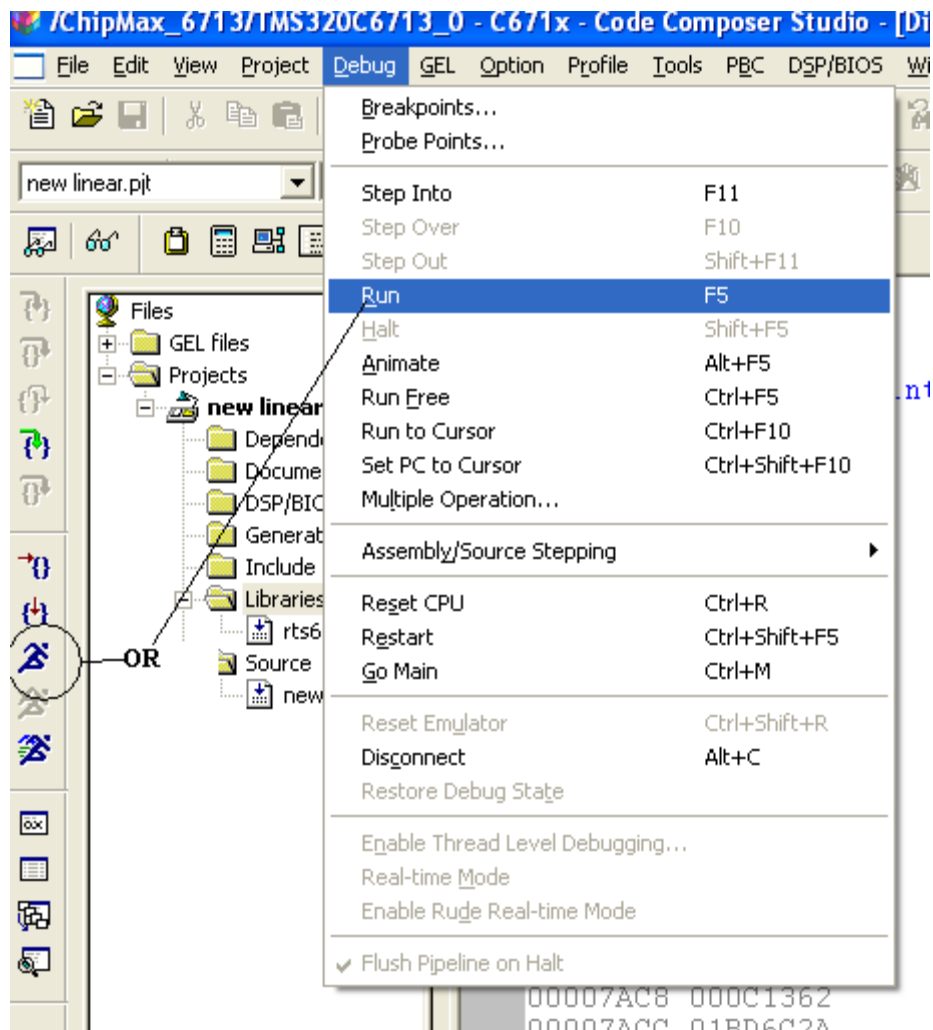 /ChipMax_6713/TMS320C6713_0 - C671x - Code Composer Studio - [Di
File Edit View Project Debug GEL Option Profile Tools PBC DSP/BIOS Wi
new linear.pjt
Breakpoints...
Probe Points...
Step Into F11
Step Over F10
Step Out Shift+F11
Run F5
Halt Shift+F5
Animate Alt+F5
Run Free Ctrl+F5
Run to Cursor Ctrl+F10
Set PC to Cursor Ctrl+Shift+F10
Multiple Operation...
Assembly/Source Stepping
Reset CPU Ctrl+R
Restart Ctrl+Shift+F5
Go Main Ctrl+M
Reset Emulator Ctrl+Shift+R
Disconnect Alt+C
Restore Debug State
Enable Thread Level Debugging...
Real-time Mode
Enable Rude Real-time Mode
Flush Pipeline on Halt
Files
GEL files
Projects
new linear
Depende
Docume
DSP/BIO
Generat
Include
Libraries
rts6
Source
new
OR
int
00007AC8 000C1362
00007ACC 01BD6C2A